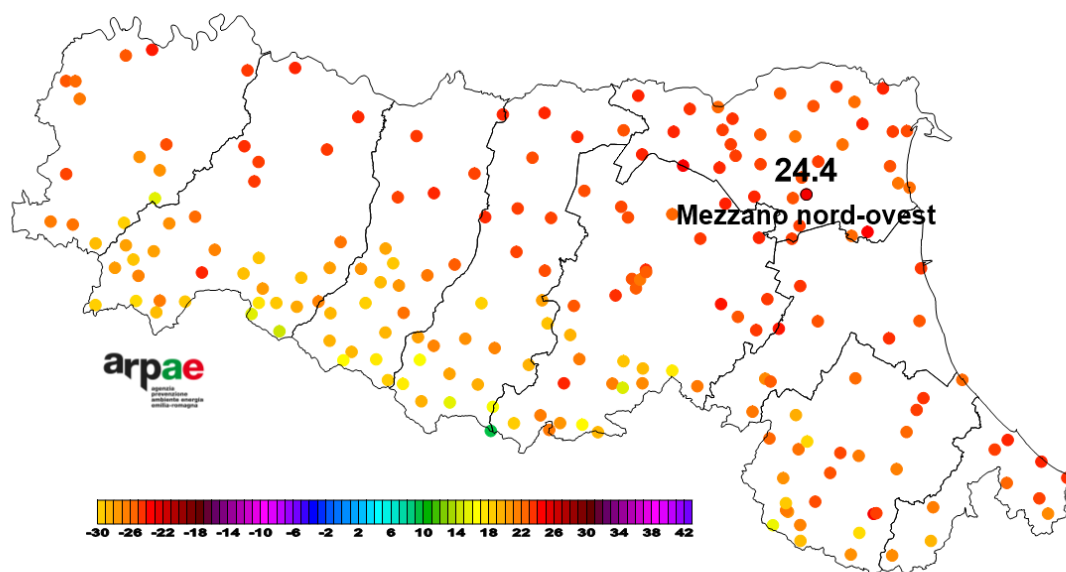 24.4
Mezzano nord-ovest
arpae
agenzia
prevenzione
ambiente energia
emilia-romagna
-30 -26 -22 -18 -14 -10 -6 -2 2 6 10 14 18 22 26 30 34 38 42